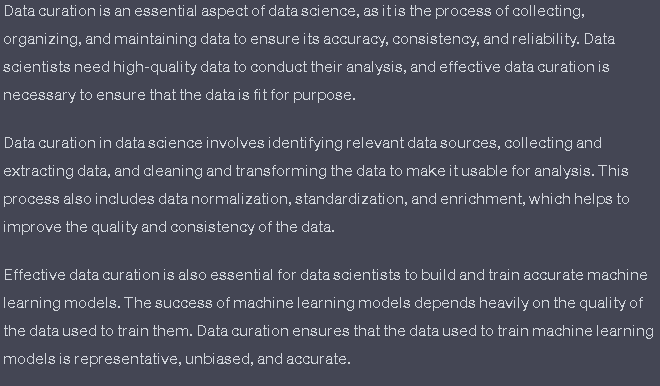 Data curation is an essential aspect of data science, as it is the process of collecting,
organizing, and maintaining data to ensure its accuracy, consistency, and reliability. Data
scientists need high-quality data to conduct their analysis, and effective data curation is
necessary to ensure that the data is fit for purpose.
Data curation in data science involves identifying relevant data sources, collecting and
extracting data, and cleaning and transforming the data to make it usable for analysis. This
process also includes data normalization, standardization, and enrichment, which helps to
improve the quality and consistency of the data.
Effective data curation is also essential for data scientists to build and train accurate machine
learning models. The success of machine learning models depends heavily on the quality of
the data used to train them. Data curation ensures that the data used to train machine learning
models is representative, unbiased, and accurate.